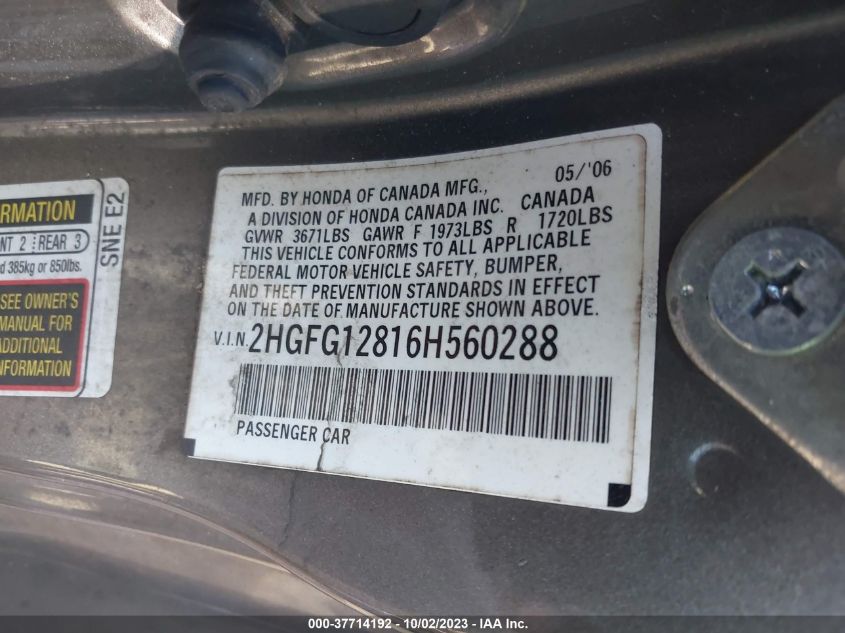 05/'06
MFD. BY HONDA OF CANADA MFG.,
A DIVISION OF HONDA CANADA INC. CANADA
GVWR 3671LBS GAWR F 1973LBS R 1720LBS
THIS VEHICLE CONFORMS TO ALL APPLICABLE
FEDERAL MOTOR VEHICLE SAFETY, BUMPER,
AND THEFT PREVENTION STANDARDS IN EFFECT
ON THE DATE OF MANUFACTURE SHOWN ABOVE.
V.I.N. 2HGFG12816H560288
PASSENGER CAR
RMATION
NT 2 REAR 3
d 385kg or 850lbs.
SEE OWNER'S
MANUAL FOR
ADDITIONAL
INFORMATION
SNE E2
000-37714192 - 10/02/2023 - IAA Inc.